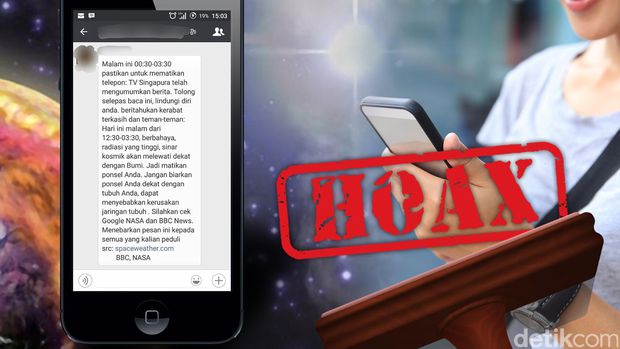 19% 15:03
Malam ini 00:30-03:30
pastikan untuk mematikan
telepon: TV Singapura telah
mengumumkan berita. Tolong
selepas baca ini, lindungi diri
anda. beritahukan kerabat
terkasih dan teman-teman:
Hari ini malam dari
12:30-03:30, berbahaya,
radiasi yang tinggi, sinar
kosmik akan melewati dekat
dengan Bumi. Jadi matikan
ponsel Anda. Jangan biarkan
ponsel Anda dekat dengan
tubuh Anda, dapat
menyebabkan kerusakan
jaringan tubuh . Silahkan cek
Google NASA dan BBC News.
Menebarkan pesan ini kepada
semua yang kalian peduli
src: spaceweather.com
BBC, NASA
HOAX
detikcom